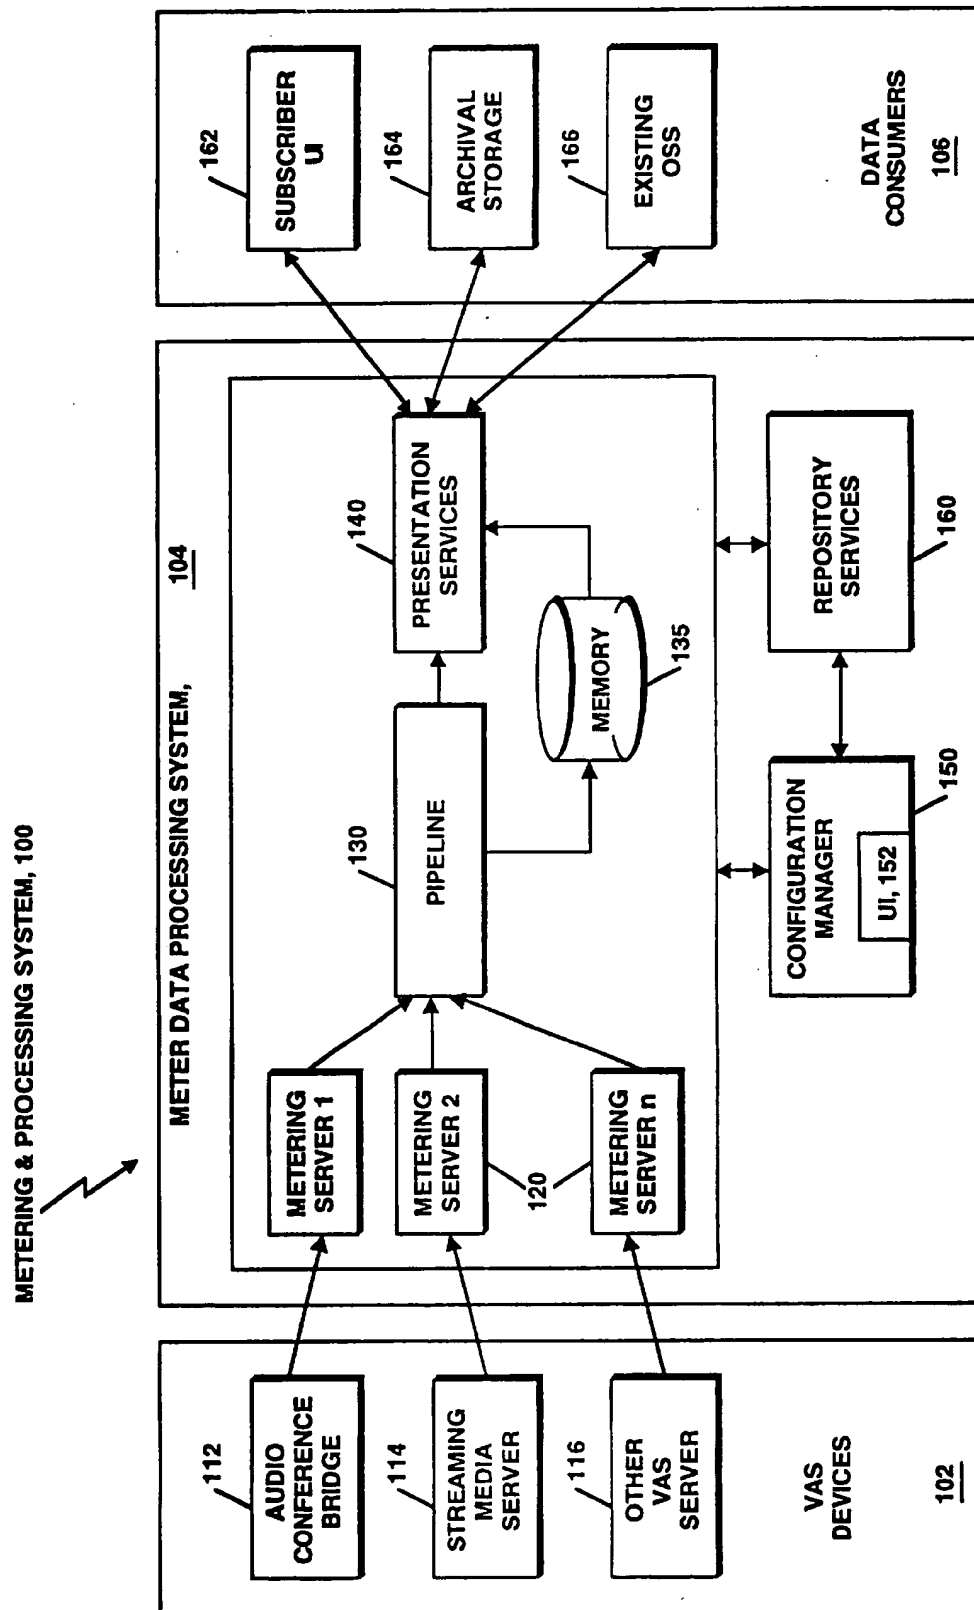 METERING & PROCESSING SYSTEM, 100
METER DATA PROCESSING SYSTEM,
104
112
AUDIO
CONFERENCE
BRIDGE
114
STREAMING
MEDIA
SERVER
116
OTHER
VAS
SERVER
VAS
DEVICES
102
METERING
SERVER 1
METERING
SERVER 2
120
METERING
SERVER n
130
PIPELINE
MEMORY
135
140
PRESENTATION
SERVICES
CONFIGURATION
MANAGER
UI, 152
150
REPOSITORY
SERVICES
160
162
SUBSCRIBER
UI
164
ARCHIVAL
STORAGE
166
EXISTING
OSS
DATA
CONSUMERS
106